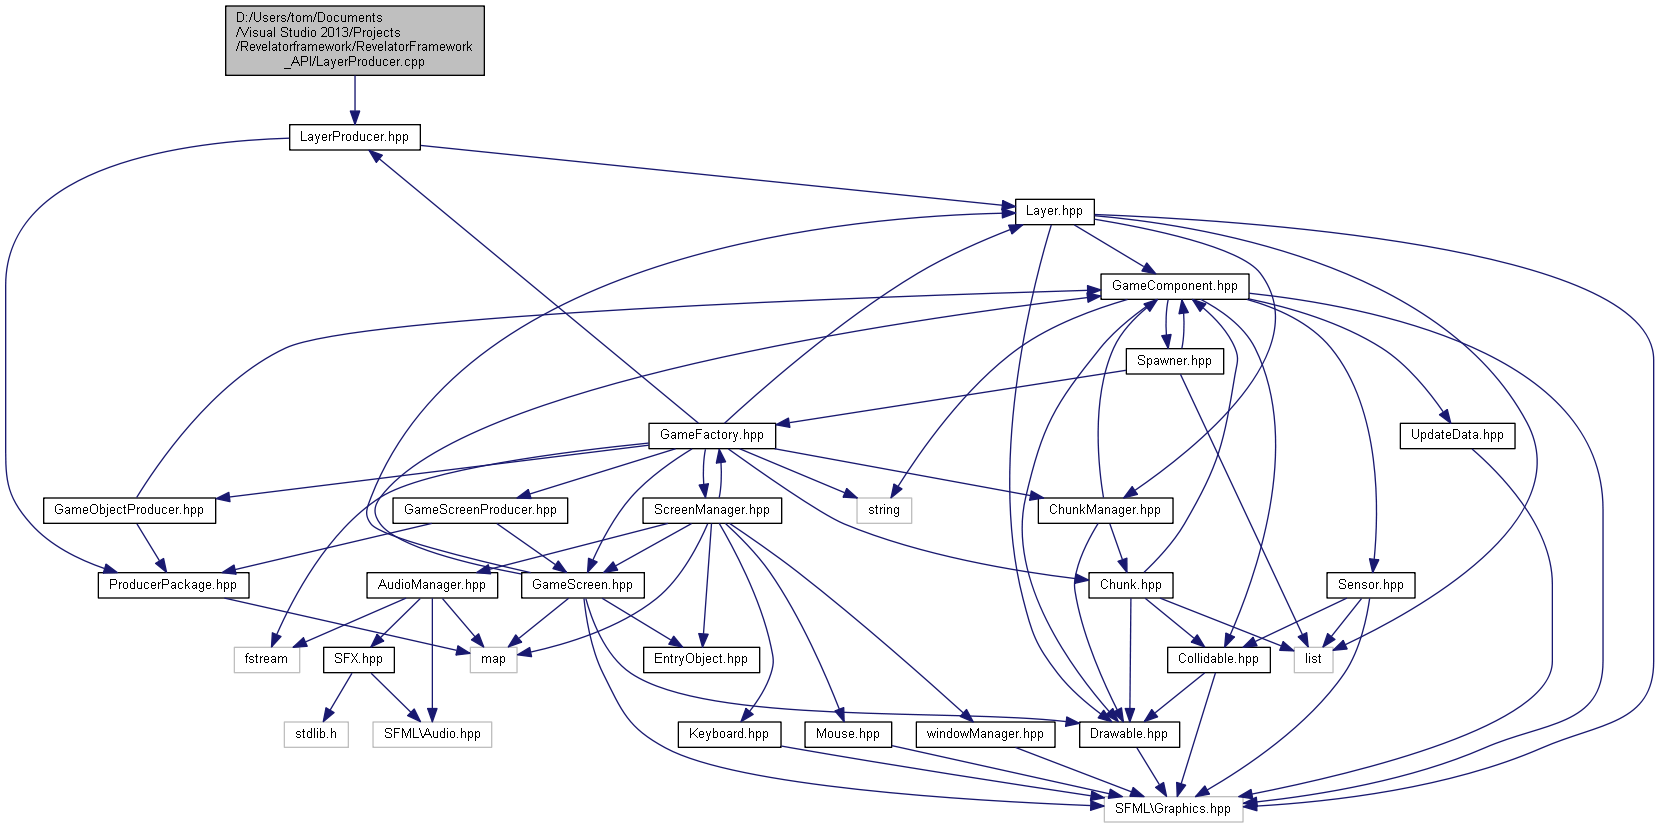 D:/Users/tom/Documents
/Visual Studio 2013/Projects
/Revelatorframework/RevelatorFramework
_API/LayerProducer.cpp
LayerProducer.hpp
Layer.hpp
GameComponent.hpp
Spawner.hpp
GameFactory.hpp
UpdateData.hpp
GameObjectProducer.hpp
GameScreenProducer.hpp
ScreenManager.hpp
string
ChunkManager.hpp
ProducerPackage.hpp
AudioManager.hpp
GameScreen.hpp
Chunk.hpp
Sensor.hpp
fstream
SFX.hpp
map
EntryObject.hpp
Collidable.hpp
list
stdlib.h
SFML\Audio.hpp
Keyboard.hpp
Mouse.hpp
windowManager.hpp
Drawable.hpp
SFML\Graphics.hpp